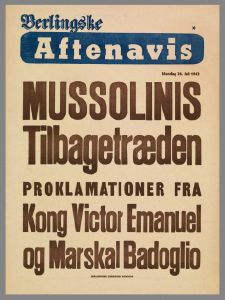 Berlingske
Aftenavis
Mandag 26. Juli 1943
MUSSOLINIS
Tilbagetræden
PROKLAMATIONER FRA
Kong Victor Emanuel
og Marskal Badoglio